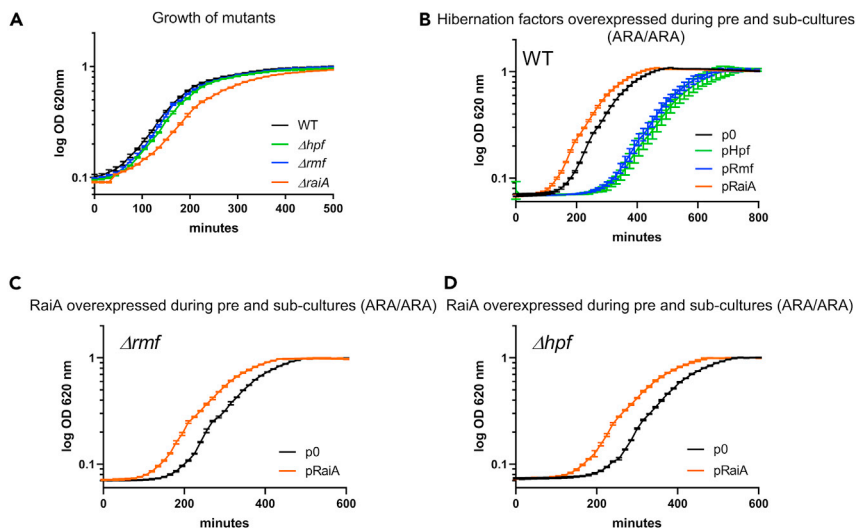 A
Growth of mutants
log OD 620nm
1
0.1
0 100 200 300 400 500
minutes
WT
Δhpf
Δrmf
ΔraiA
B
Hibernation factors overexpressed during pre and sub-cultures
(ARA/ARA)
WT
log OD 620 nm
1
0.1
0 200 400 600 800
minutes
p0
pHpf
pRmf
pRaiA
C
RaiA overexpressed during pre and sub-cultures (ARA/ARA)
Δrmf
log OD 620 nm
1
0.1
0 200 400 600
minutes
p0
pRaiA
D
RaiA overexpressed during pre and sub-cultures (ARA/ARA)
Δhpf
log OD 620 nm
1
0.1
0 200 400 600
minutes
p0
pRaiA